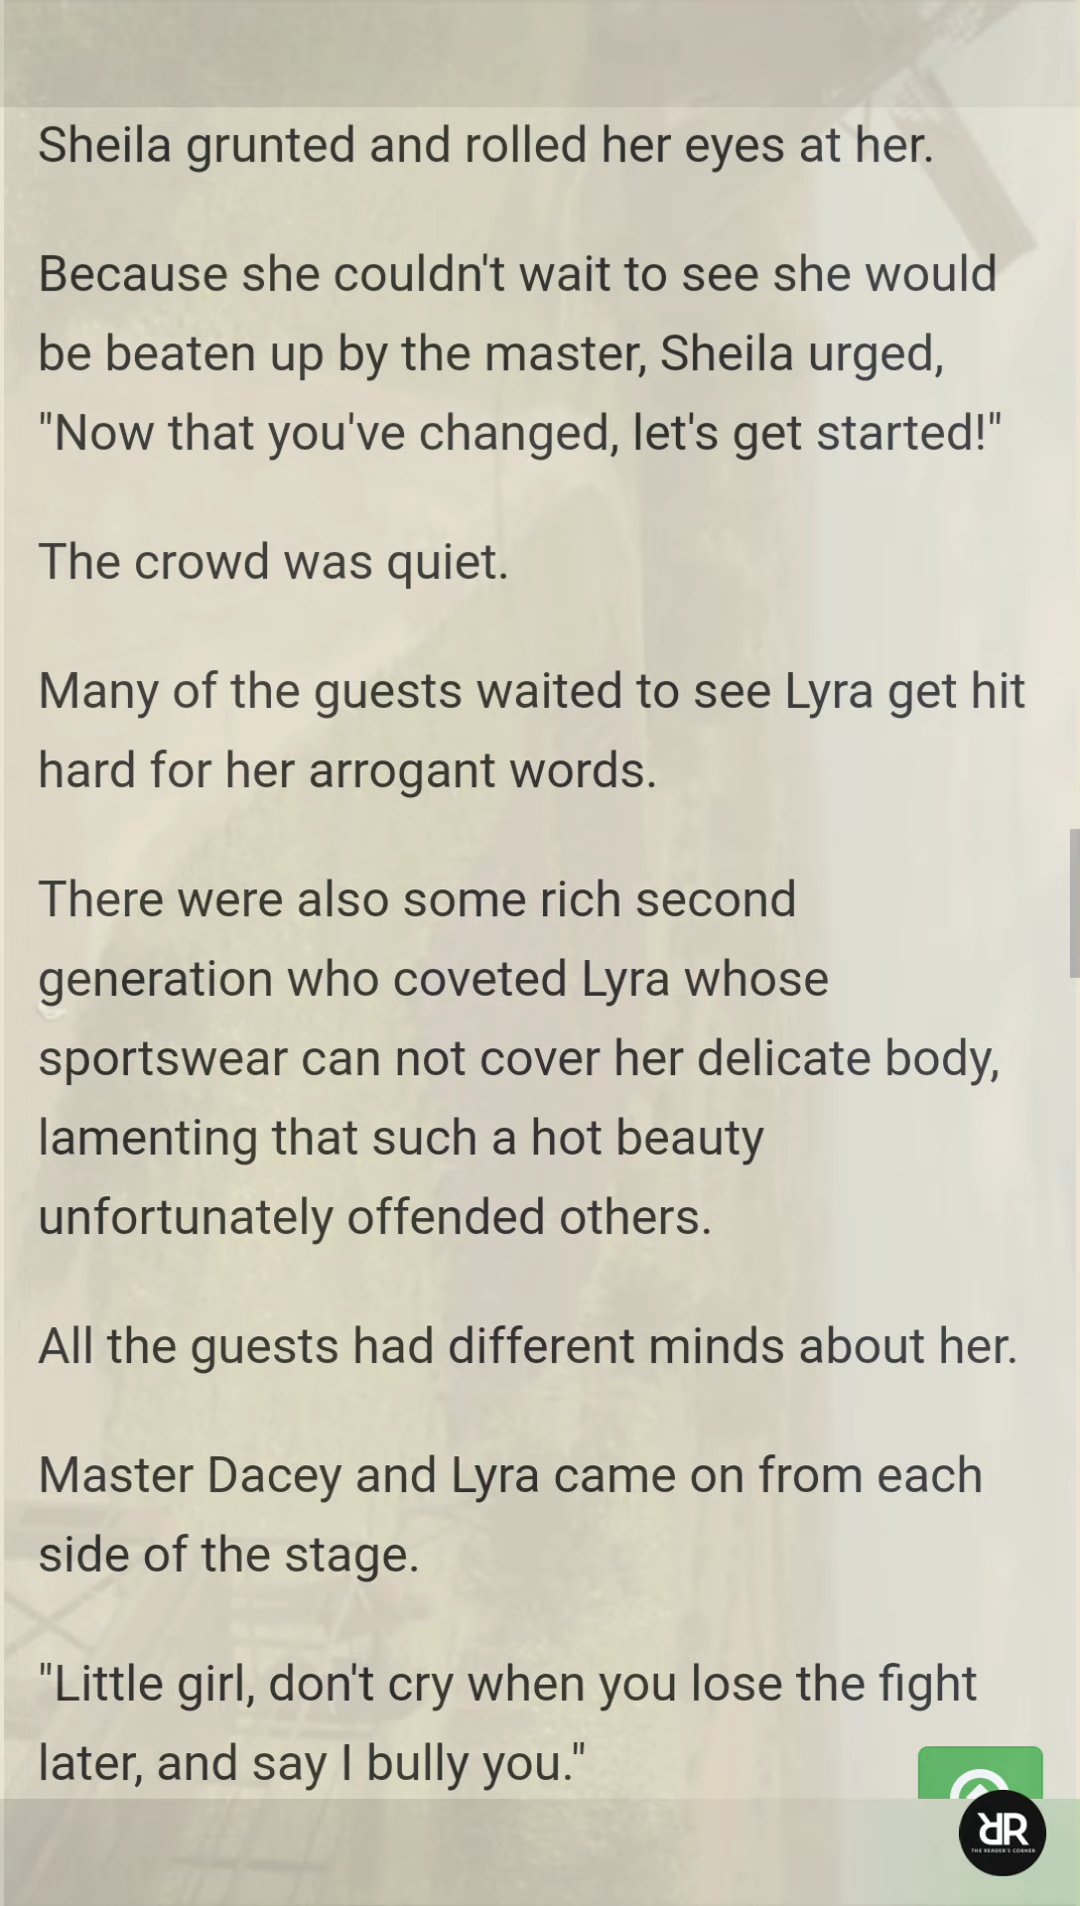 Sheila grunted and rolled her eyes at her.
Because she couldn't wait to see she would
be beaten up by the master, Sheila urged,
"Now that you've changed, let's get started!"
The crowd was quiet.
Many of the guests waited to see Lyra get hit
hard for her arrogant words.
There were also some rich second
generation who coveted Lyra whose
sportswear can not cover her delicate body,
lamenting that such a hot beauty
unfortunately offended others.
All the guests had different minds about her.
Master Dacey and Lyra came on from each
side of the stage.
"Little girl, don't cry when you lose the fight
later, and say I bully you."
RR
THE READER'S CORNER